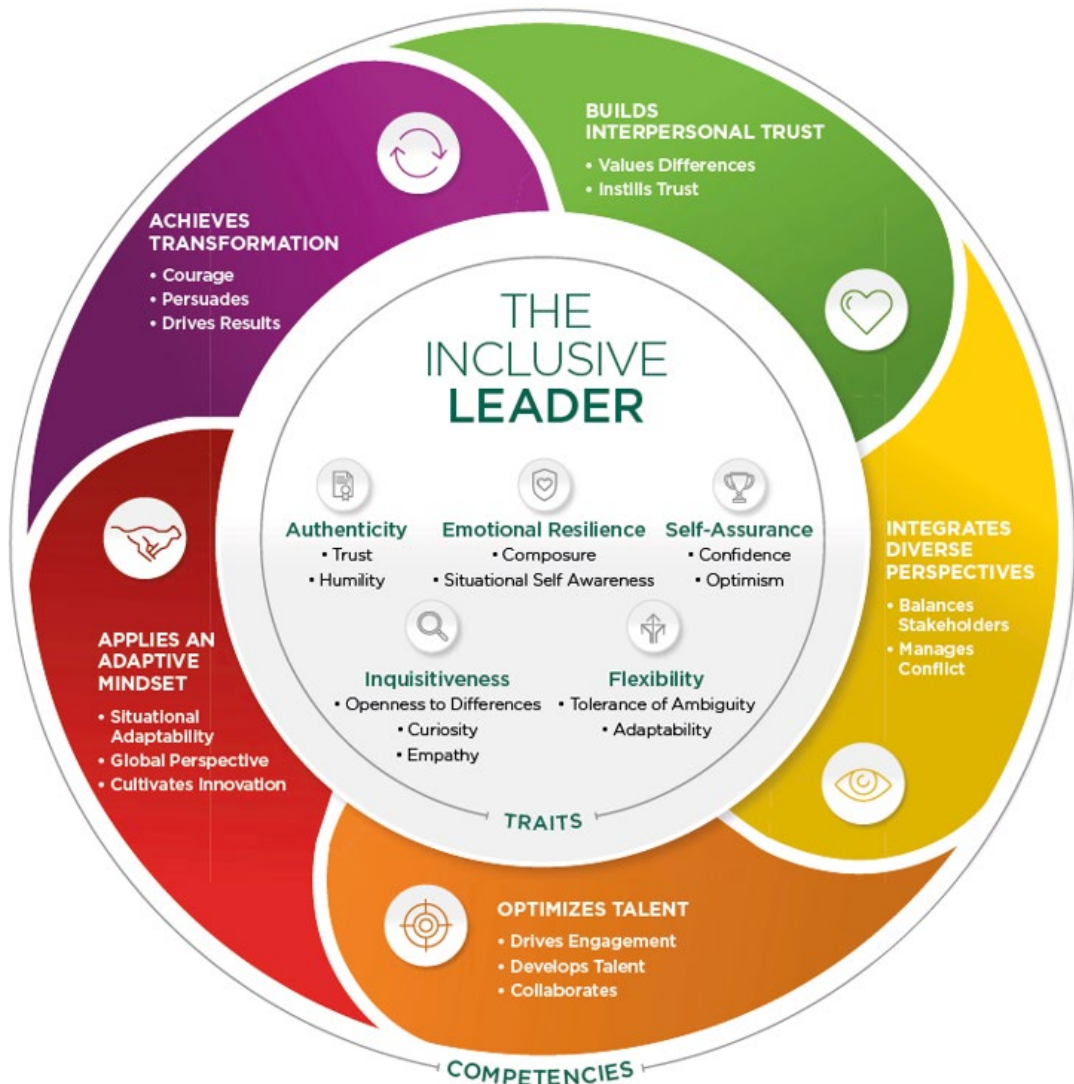 THE
INCLUSIVE
LEADER
Authenticity
• Trust
• Humility
Emotional Resilience
• Composure
• Situational Self Awareness
Self-Assurance
• Confidence
• Optimism
Inquisitiveness
• Openness to Differences
• Curiosity
• Empathy
Flexibility
• Tolerance of Ambiguity
• Adaptability
TRAITS
BUILDS
INTERPERSONAL TRUST
• Values Differences
• Instills Trust
INTEGRATES
DIVERSE
PERSPECTIVES
• Balances
Stakeholders
• Manages
Conflict
OPTIMIZES TALENT
• Drives Engagement
• Develops Talent
• Collaborates
APPLIES AN
ADAPTIVE
MINDSET
• Situational
Adaptability
• Global Perspective
• Cultivates Innovation
ACHIEVES
TRANSFORMATION
• Courage
• Persuades
• Drives Results
COMPETENCIES